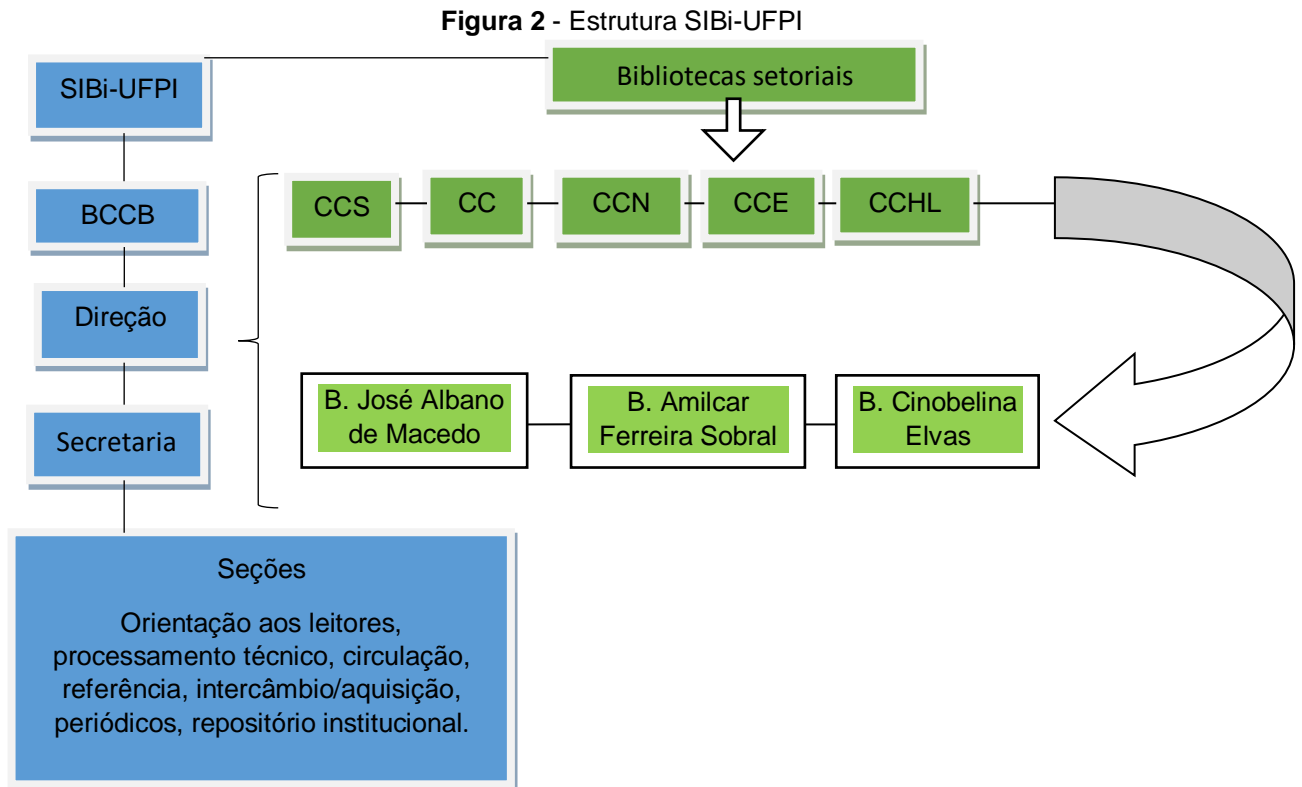 Figura 2 - Estrutura SIBi-UFPI
SIBi-UFPI
Bibliotecas setoriais
BCCB
CCS
CC
CCN
CCE
CCHL
Direção
Secretaria
B. José Albano
de Macedo
B. Amilcar
Ferreira Sobral
B. Cinobelina
Elvas
Seções
Orientação aos leitores,
processamento técnico, circulação,
referência, intercâmbio/aquisição,
periódicos, repositório institucional.